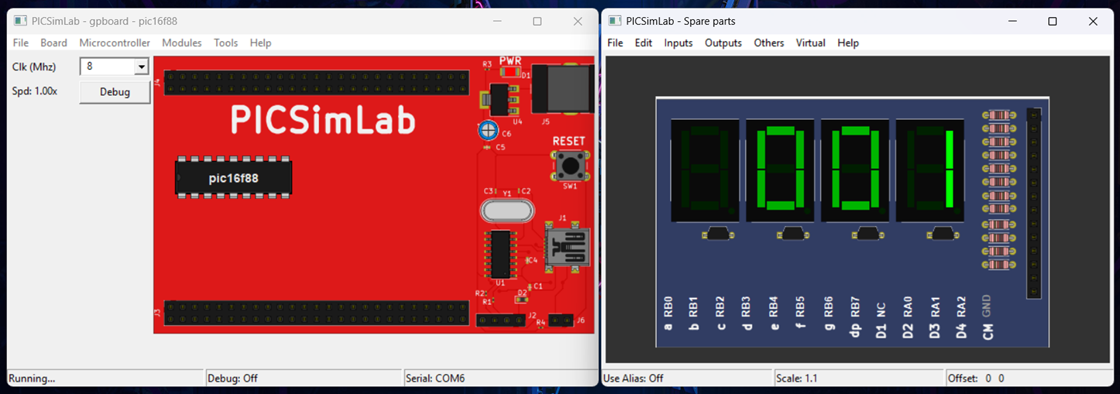 PICSimLab - gpboard - pic16f88
File Board Microcontroller Modules Tools Help
Clk (Mhz) 8
Spd: 1.00x Debug
J4
PICSimLab
pic16f88
R3
PWR
D1
U4
J5
C6
C5
RESET
SW1
C3 Y1 C2
J1
C4
U1
C1
R2
D2
R1
J3
J2
R4
J6
Running... Debug: Off Serial: COM6
PICSimLab - Spare parts
File Edit Inputs Outputs Others Virtual Help
001
a RB0
b RB1
c RB2
d RB3
e RB4
f RB5
g RB6
dp RB7
D1 NC
D2 RA0
D3 RA1
D4 RA2
CM GND
Use Alias: Off Scale: 1.1 Offset: 0 0